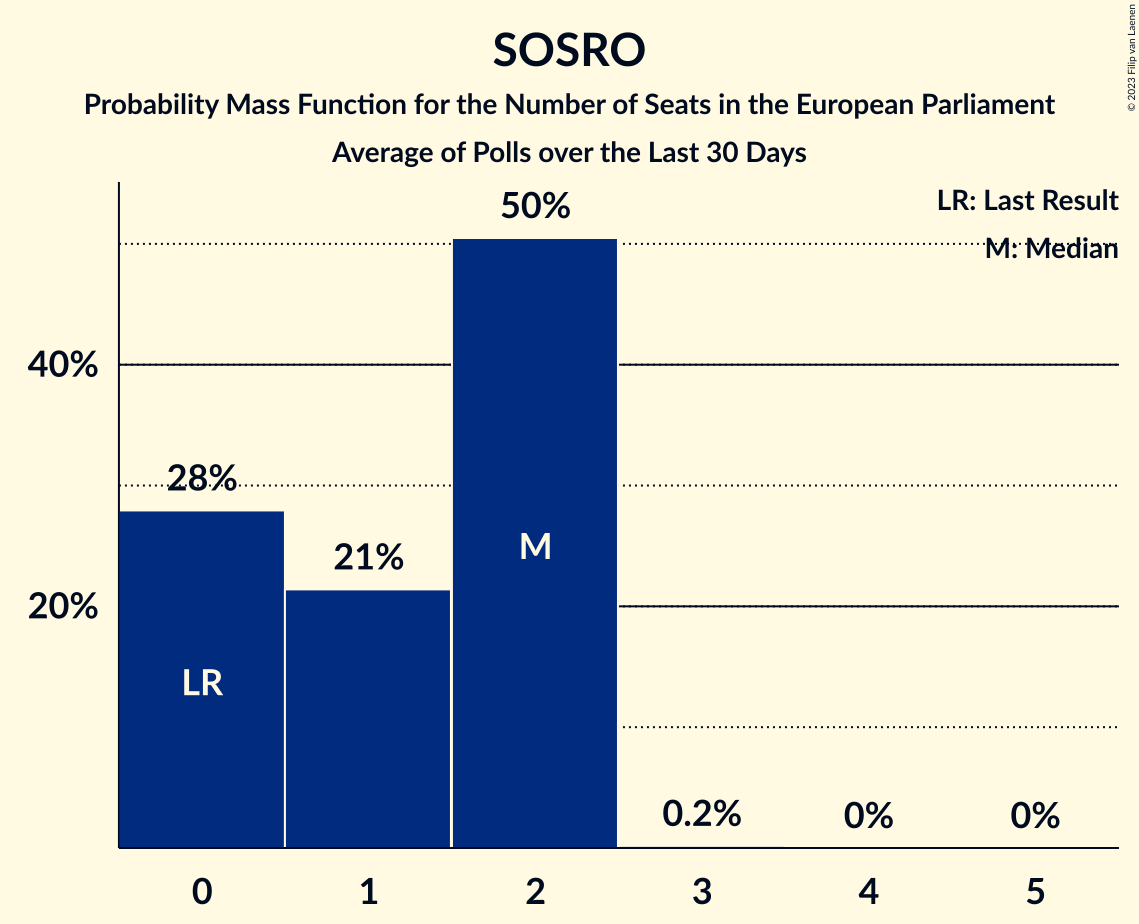 SOSRO
Probability Mass Function for the Number of Seats in the European Parliament
Average of Polls over the Last 30 Days
© 2023 Filip van Laenen
LR: Last Result
M: Median
50%
40%
28%
21%
M
20%
LR
0.2%
0%
0%
0
1
2
3
4
5